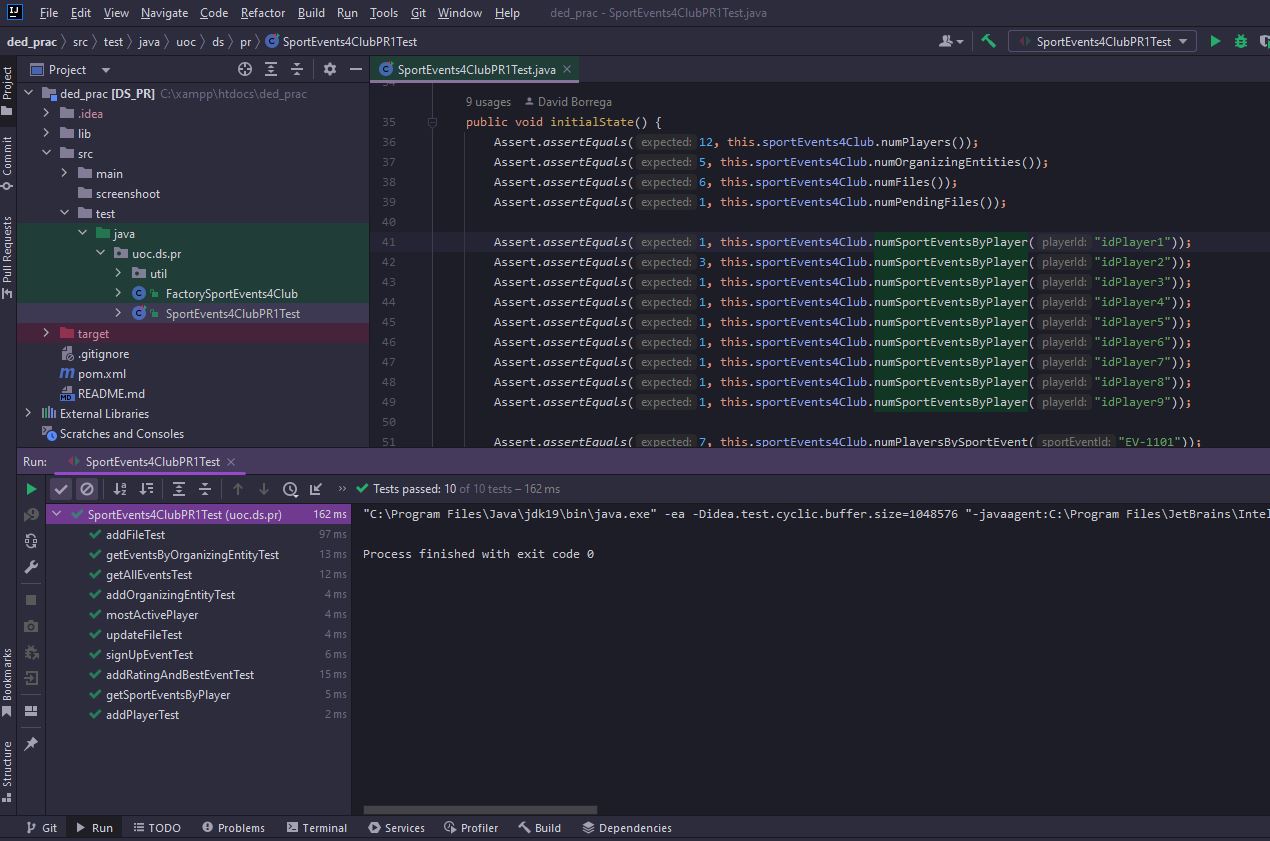 File Edit View Navigate Code Refactor Build Run Tools Git Window Help ded_prac - SportEvents4ClubPR1Test.java
ded_prac src test java uoc ds pr SportEvents4ClubPR1Test SportEvents4ClubPR1Test
Project
Commit
Pull Requests
Project
ded_prac [DS_PR] C:\xampp\htdocs\ded_prac
.idea
lib
src
main
screenshoot
test
java
uoc.ds.pr
util
FactorySportEvents4Club
SportEvents4ClubPR1Test
target
.gitignore
pom.xml
README.md
External Libraries
Scratches and Consoles
SportEvents4ClubPR1Test.java
9 usages David Borrega
35 public void initialState() {
36 Assert.assertEquals( expected: 12, this.sportEvents4Club.numPlayers());
37 Assert.assertEquals( expected: 5, this.sportEvents4Club.numOrganizingEntities());
38 Assert.assertEquals( expected: 6, this.sportEvents4Club.numFiles());
39 Assert.assertEquals( expected: 1, this.sportEvents4Club.numPendingFiles());
40
41 Assert.assertEquals( expected: 1, this.sportEvents4Club.numSportEventsByPlayer( playerId: "idPlayer1"));
42 Assert.assertEquals( expected: 3, this.sportEvents4Club.numSportEventsByPlayer( playerId: "idPlayer2"));
43 Assert.assertEquals( expected: 1, this.sportEvents4Club.numSportEventsByPlayer( playerId: "idPlayer3"));
44 Assert.assertEquals( expected: 1, this.sportEvents4Club.numSportEventsByPlayer( playerId: "idPlayer4"));
45 Assert.assertEquals( expected: 1, this.sportEvents4Club.numSportEventsByPlayer( playerId: "idPlayer5"));
46 Assert.assertEquals( expected: 1, this.sportEvents4Club.numSportEventsByPlayer( playerId: "idPlayer6"));
47 Assert.assertEquals( expected: 1, this.sportEvents4Club.numSportEventsByPlayer( playerId: "idPlayer7"));
48 Assert.assertEquals( expected: 1, this.sportEvents4Club.numSportEventsByPlayer( playerId: "idPlayer8"));
49 Assert.assertEquals( expected: 1, this.sportEvents4Club.numSportEventsByPlayer( playerId: "idPlayer9"));
50
51 Assert.assertEquals( expected: 7, this.sportEvents4Club.numPlayersBySportEvent( sportEventId: "EV-1101"));
Run: SportEvents4ClubPR1Test
Tests passed: 10 of 10 tests – 162 ms
SportEvents4ClubPR1Test (uoc.ds.pr) 162 ms
addFileTest 97 ms
getEventsByOrganizingEntityTest 13 ms
getAllEventsTest 12 ms
addOrganizingEntityTest 4 ms
mostActivePlayer 4 ms
updateFileTest 4 ms
signUpEventTest 6 ms
addRatingAndBestEventTest 15 ms
getSportEventsByPlayer 5 ms
addPlayerTest 2 ms
"C:\Program Files\Java\jdk19\bin\java.exe" -ea -Didea.test.cyclic.buffer.size=1048576 "-javaagent:C:\Program Files\JetBrains\Inte
Process finished with exit code 0
Bookmarks
Structure
Git Run TODO Problems Terminal Services Profiler Build Dependencies